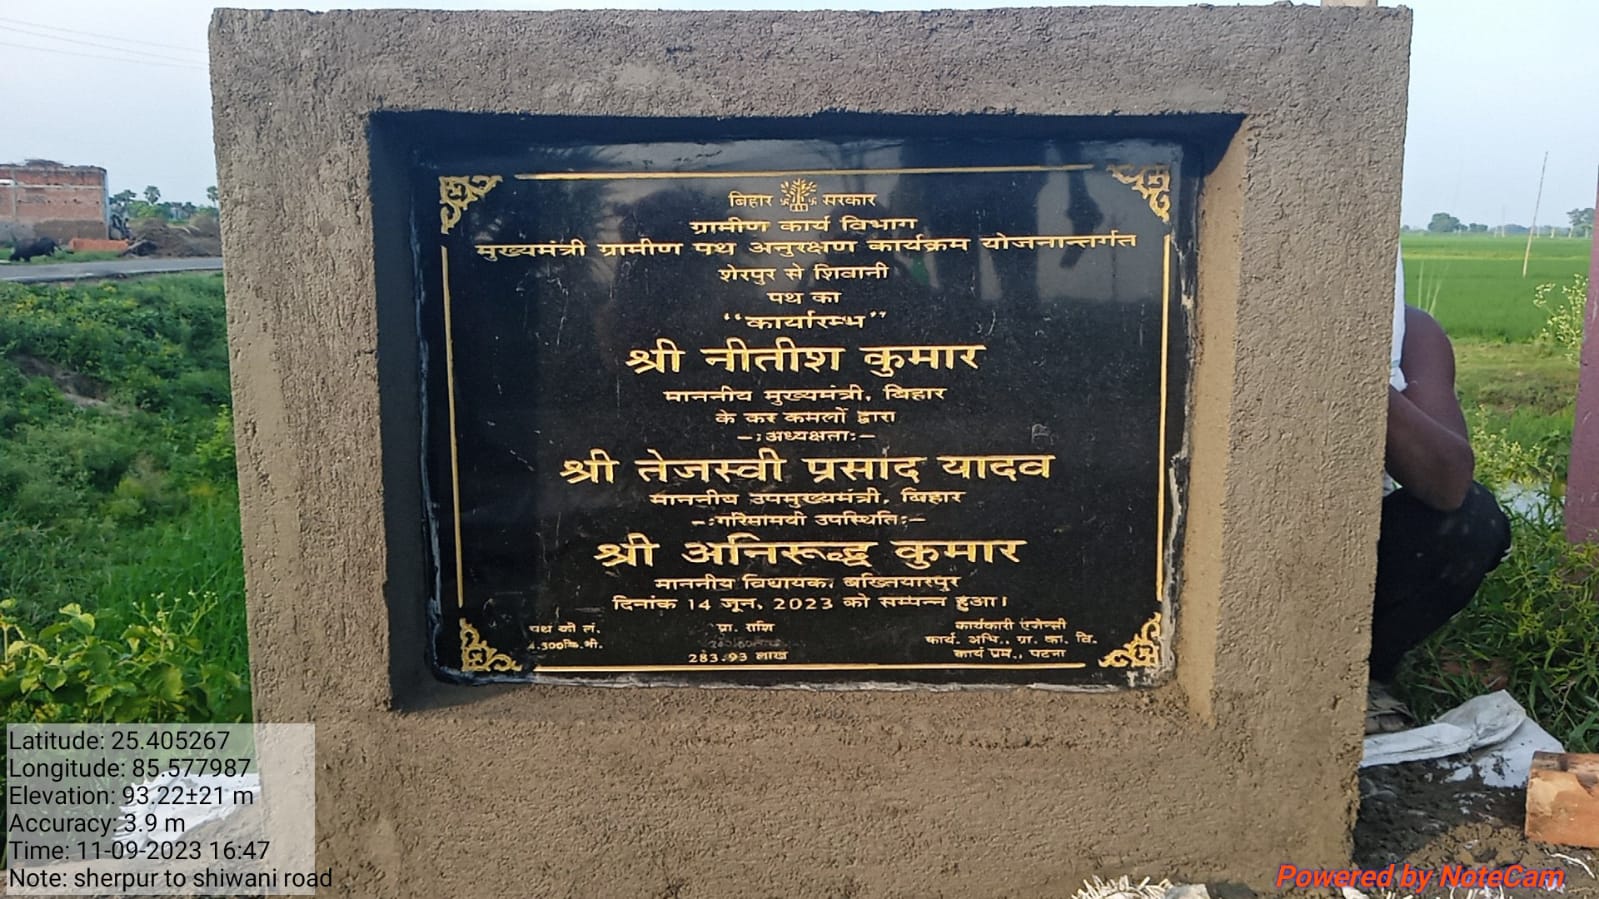 बिहार सरकार
ग्रामीण कार्य विभाग
मुख्यमंत्री ग्रामीण पथ अनुरक्षण कार्यक्रम योजनान्तर्गत
शेरपुर से शिवानी
पथ का
“कार्यारम्भ”
श्री नीतीश कुमार
माननीय मुख्यमंत्री, बिहार
के कर कमलों द्वारा
–:अध्यक्षता:–
श्री तेजस्वी प्रसाद यादव
माननीय उपमुख्यमंत्री, बिहार
–:गरिमामयी उपस्थिति:–
श्री अनिरूद्ध कुमार
माननीय विधायक, बख्तियारपुर
दिनांक 14 जून, 2023 को सम्पन्न हुआ।
पथ की लं.
4.300कि.मी.
प्रा. राशि
283.93 लाख
कार्यकारी एजेन्सी
कार्य. अभि., ग्रा. का. वि.
कार्य प्रम., पटना
Latitude: 25.405267
Longitude: 85.577987
Elevation: 93.22±21 m
Accuracy: 3.9 m
Time: 11-09-2023 16:47
Note: sherpur to shiwani road
Powered by NoteCam